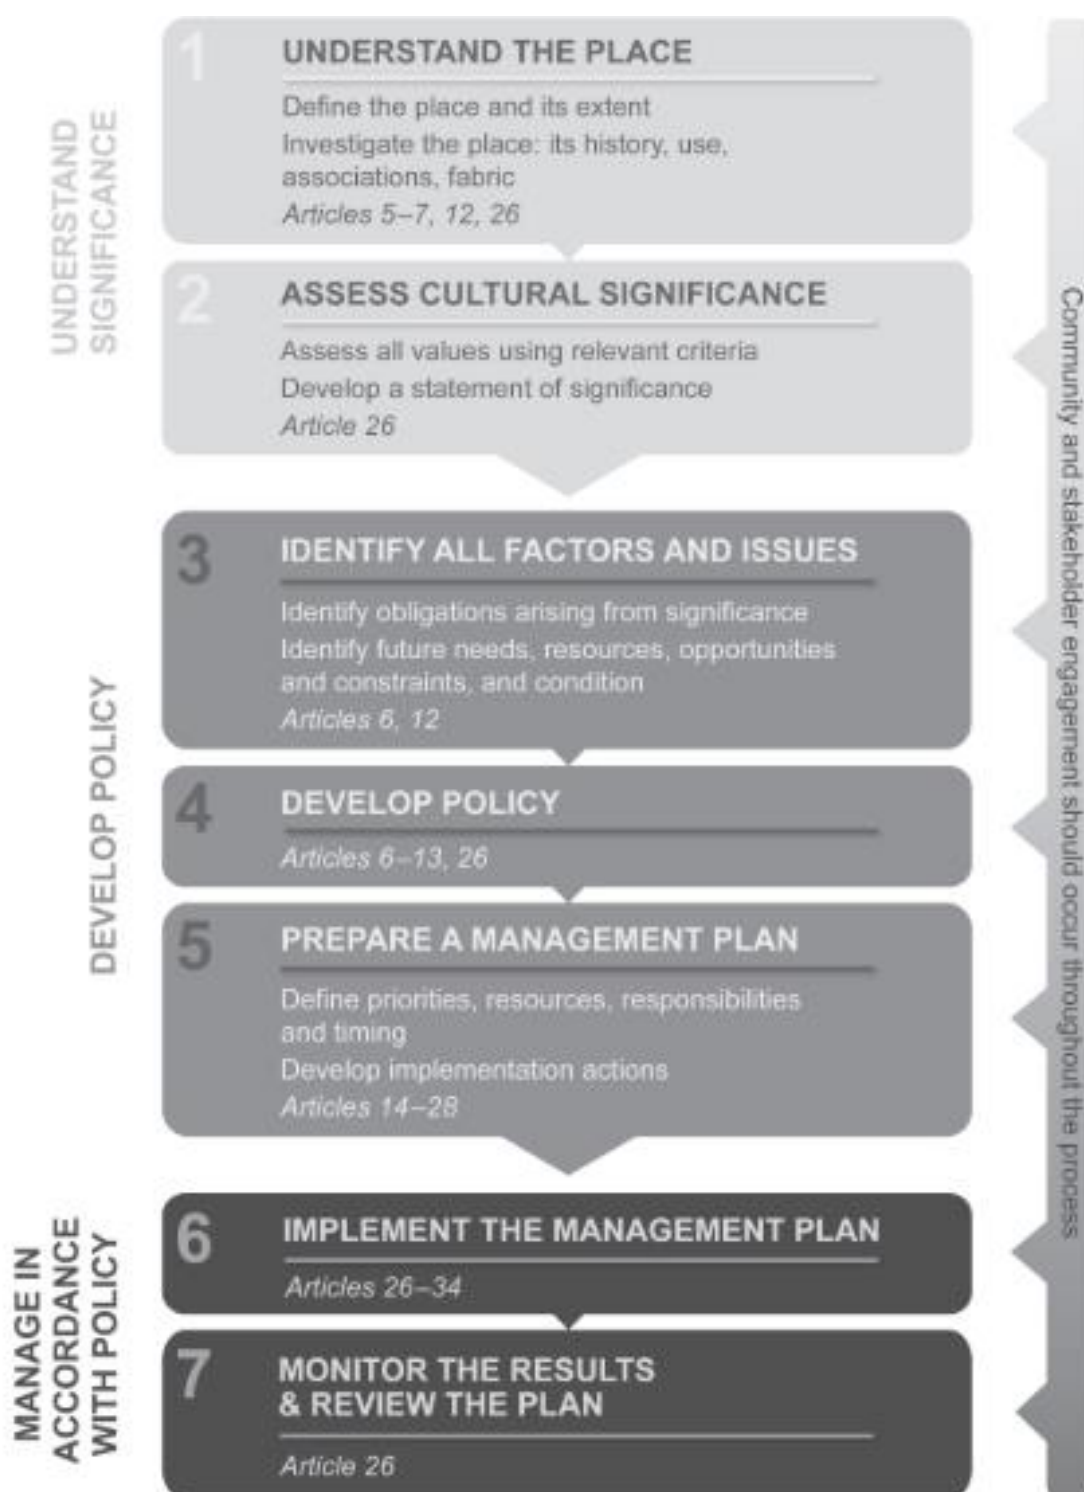 UNDERSTAND
SIGNIFICANCE
1
UNDERSTAND THE PLACE
Define the place and its extent
Investigate the place: its history, use,
associations, fabric
Articles 5–7, 12, 26
2
ASSESS CULTURAL SIGNIFICANCE
Assess all values using relevant criteria
Develop a statement of significance
Article 26
DEVELOP POLICY
3
IDENTIFY ALL FACTORS AND ISSUES
Identify obligations arising from significance
Identify future needs, resources, opportunities
and constraints, and condition
Articles 6, 12
4
DEVELOP POLICY
Articles 6–13, 26
5
PREPARE A MANAGEMENT PLAN
Define priorities, resources, responsibilities
and timing
Develop implementation actions
Articles 14–28
MANAGE IN
ACCORDANCE
WITH POLICY
6
IMPLEMENT THE MANAGEMENT PLAN
Articles 26–34
7
MONITOR THE RESULTS
& REVIEW THE PLAN
Article 26
Community and stakeholder engagement should occur throughout the process